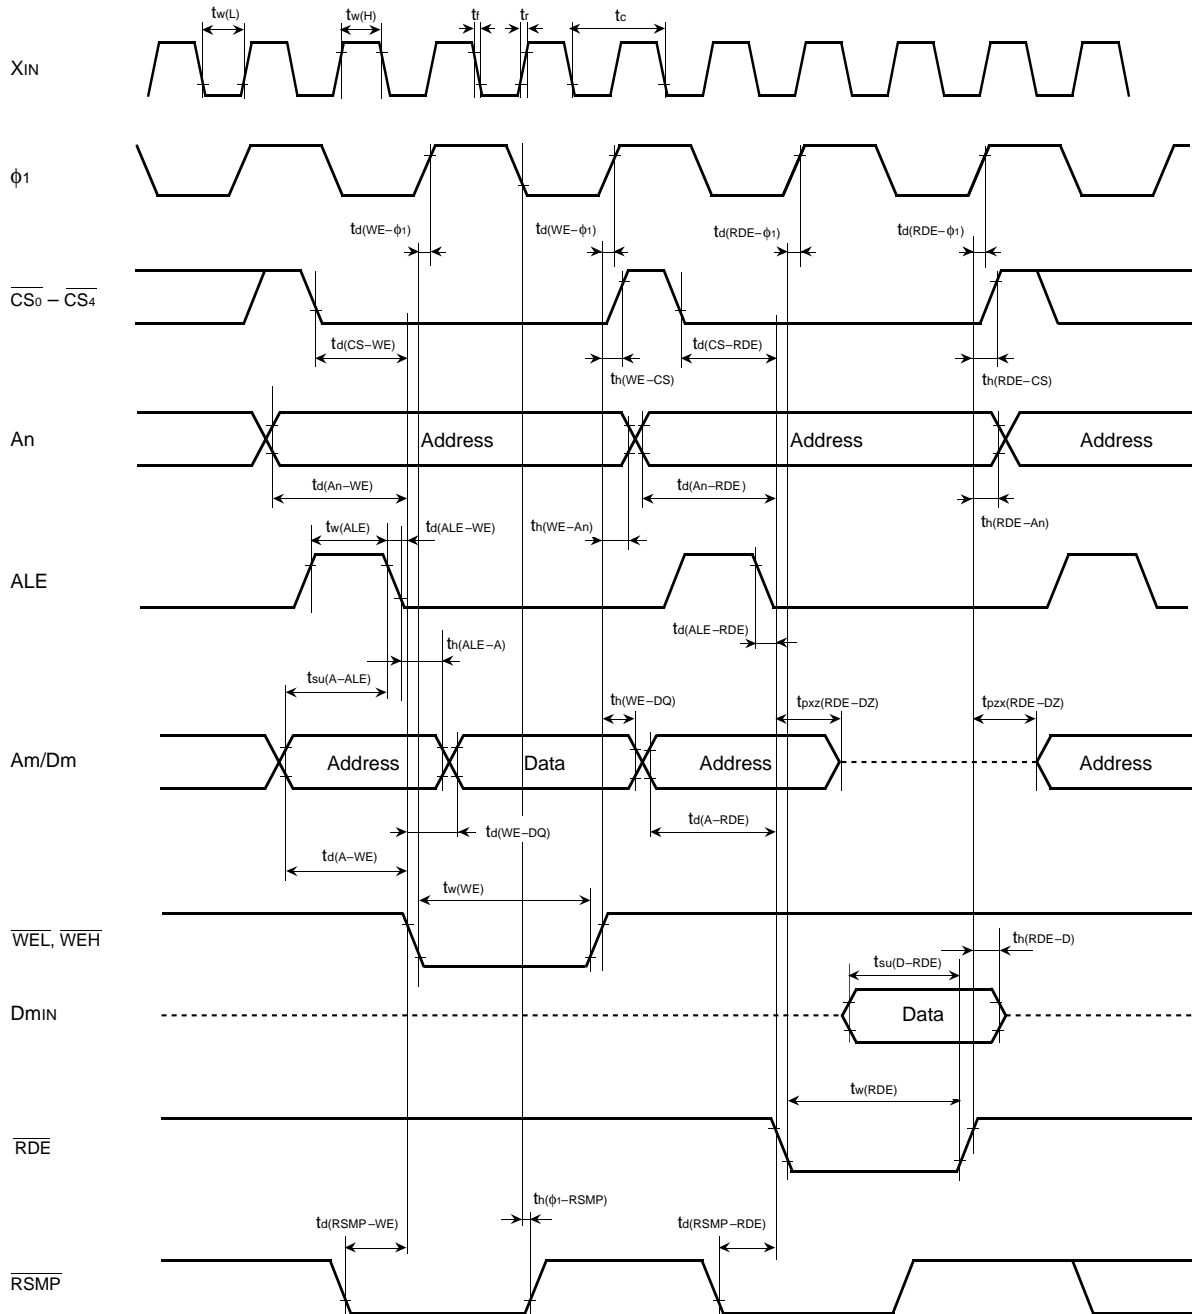 tw(L) tw(H) tf tr tc
XIN
ϕ1
td(WE–ϕ1) td(WE–ϕ1) td(RDE–ϕ1) td(RDE–ϕ1)
CS0 – CS4
td(CS–WE) td(CS–RDE)
th(WE–CS) th(RDE–CS)
An Address Address Address
td(An–WE) td(An–RDE)
tw(ALE) td(ALE–WE) th(WE–An) th(RDE–An)
ALE
td(ALE–RDE)
th(ALE–A)
tsu(A–ALE)
th(WE–DQ) tpxz(RDE–DZ) tpzx(RDE–DZ)
Am/Dm Address Data Address Address
td(WE–DQ) td(A–RDE)
td(A–WE)
tw(WE)
WEL, WEH
th(RDE–D)
tsu(D–RDE)
DmIN Data
tw(RDE)
RDE
th(ϕ1–RSMP)
td(RSMP–WE) td(RSMP–RDE)
RSMP